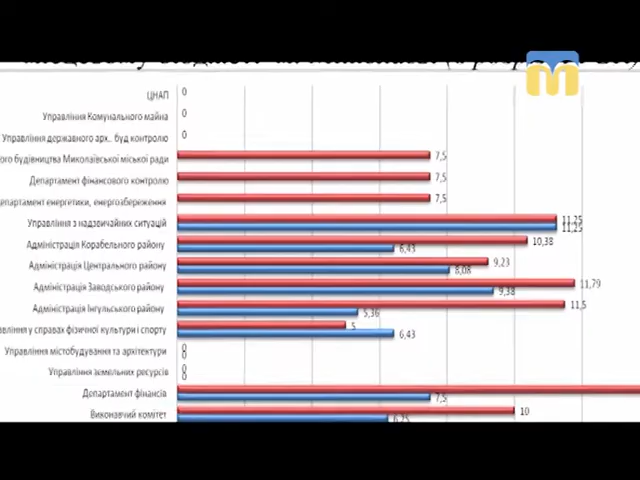 ЦНАП 0
Управління Комунального майна 0
Управління державного арх.. буд контролю 0
будівництва Миколаївської міської ради 7,5
Департамент фінансового контролю 7,5
енергетики, енергозбереження 7,5
Управління з надзвичайних ситуацій 11,25
11,25
Адміністрація Корабельного району 10,38
6,43
Адміністрація Центрального району 9,23
8,08
Адміністрація Заводського району 11,79
9,38
Адміністрація Інгульського району 11,5
5,36
у справах фізичної культури і спорту 5
6,43
Управління містобудування та архітектури 0
0
Управління земельних ресурсів 0
0
Департамент фінансів 7,5
Виконавчий комітет 10
6,25